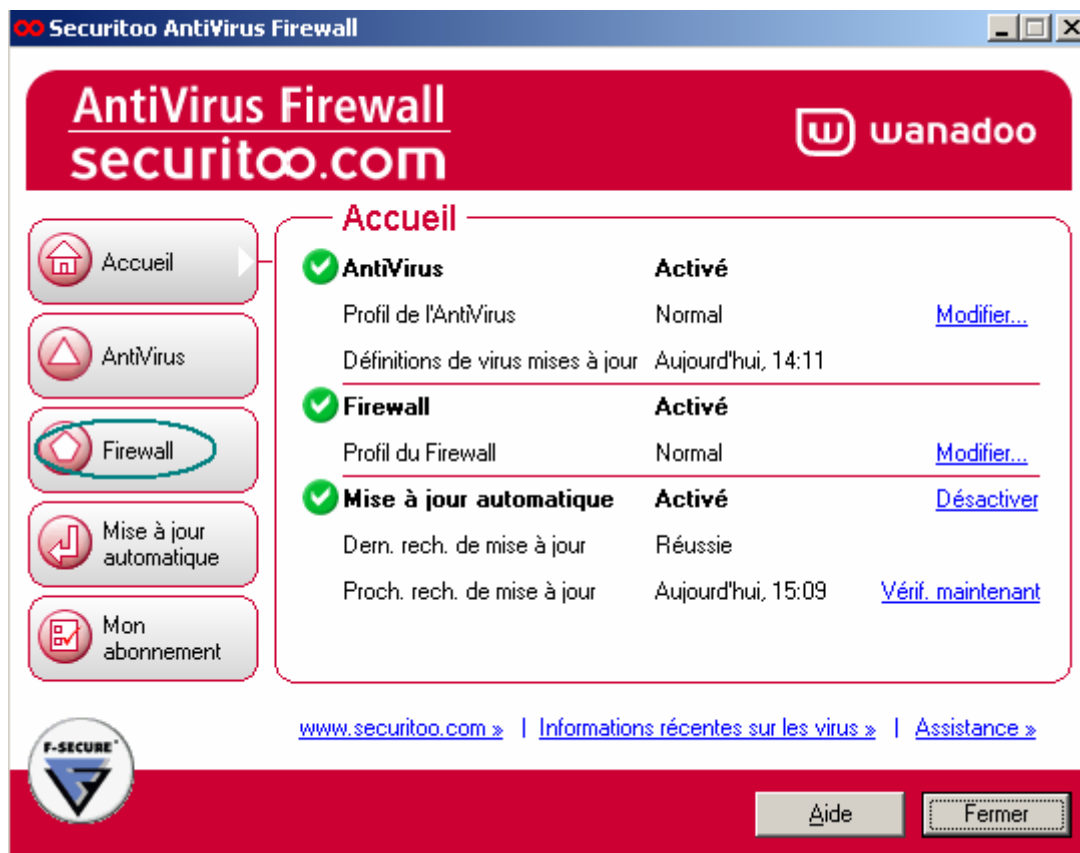 Securitoo AntiVirus Firewall
AntiVirus Firewall
securitoo.com
wanadoo
Accueil
AntiVirus
Firewall
Mise à jour
automatique
Mon
abonnement
Accueil
AntiVirus Activé
Profil de l'AntiVirus Normal Modifier...
Définitions de virus mises à jour Aujourd'hui, 14:11
Firewall Activé
Profil du Firewall Normal Modifier...
Mise à jour automatique Activé Désactiver
Dern. rech. de mise à jour Réussie
Proch. rech. de mise à jour Aujourd'hui, 15:09 Vérif. maintenant
www.securitoo.com » | Informations récentes sur les virus » | Assistance »
F-SECURE
Aide Fermer